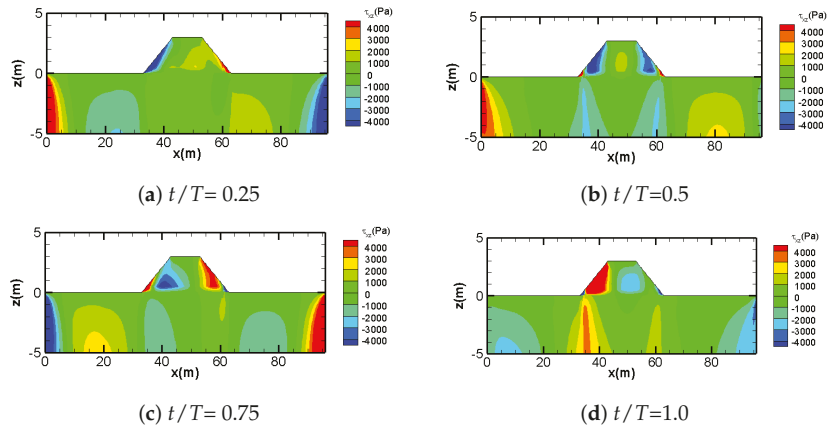 τxz(Pa)
4000
3000
2000
1000
0
-1000
-2000
-3000
-4000
z(m)
5
0
-5
0 20 40 60 80
x(m)
(a) t/T= 0.25
τxz(Pa)
4000
3000
2000
1000
0
-1000
-2000
-3000
-4000
z(m)
5
0
-5
0 20 40 60 80
x(m)
(b) t/T=0.5
τxz(Pa)
4000
3000
2000
1000
0
-1000
-2000
-3000
-4000
z(m)
5
0
-5
0 20 40 60 80
x(m)
(c) t/T= 0.75
τxz(Pa)
4000
3000
2000
1000
0
-1000
-2000
-3000
-4000
z(m)
5
0
-5
0 20 40 60 80
x(m)
(d) t/T=1.0